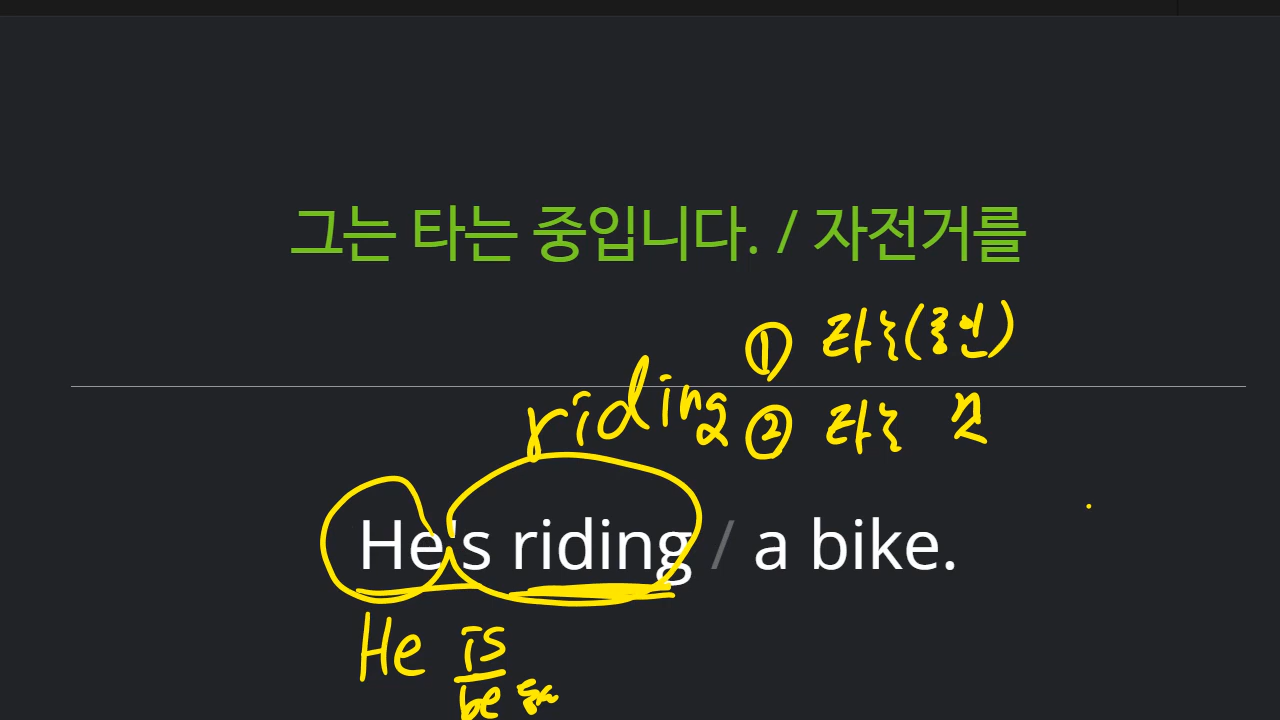 그는 타는 중입니다. / 자전거를
① 타는(룬인)
riding ② 타는 것
He's riding / a bike.
He is
be